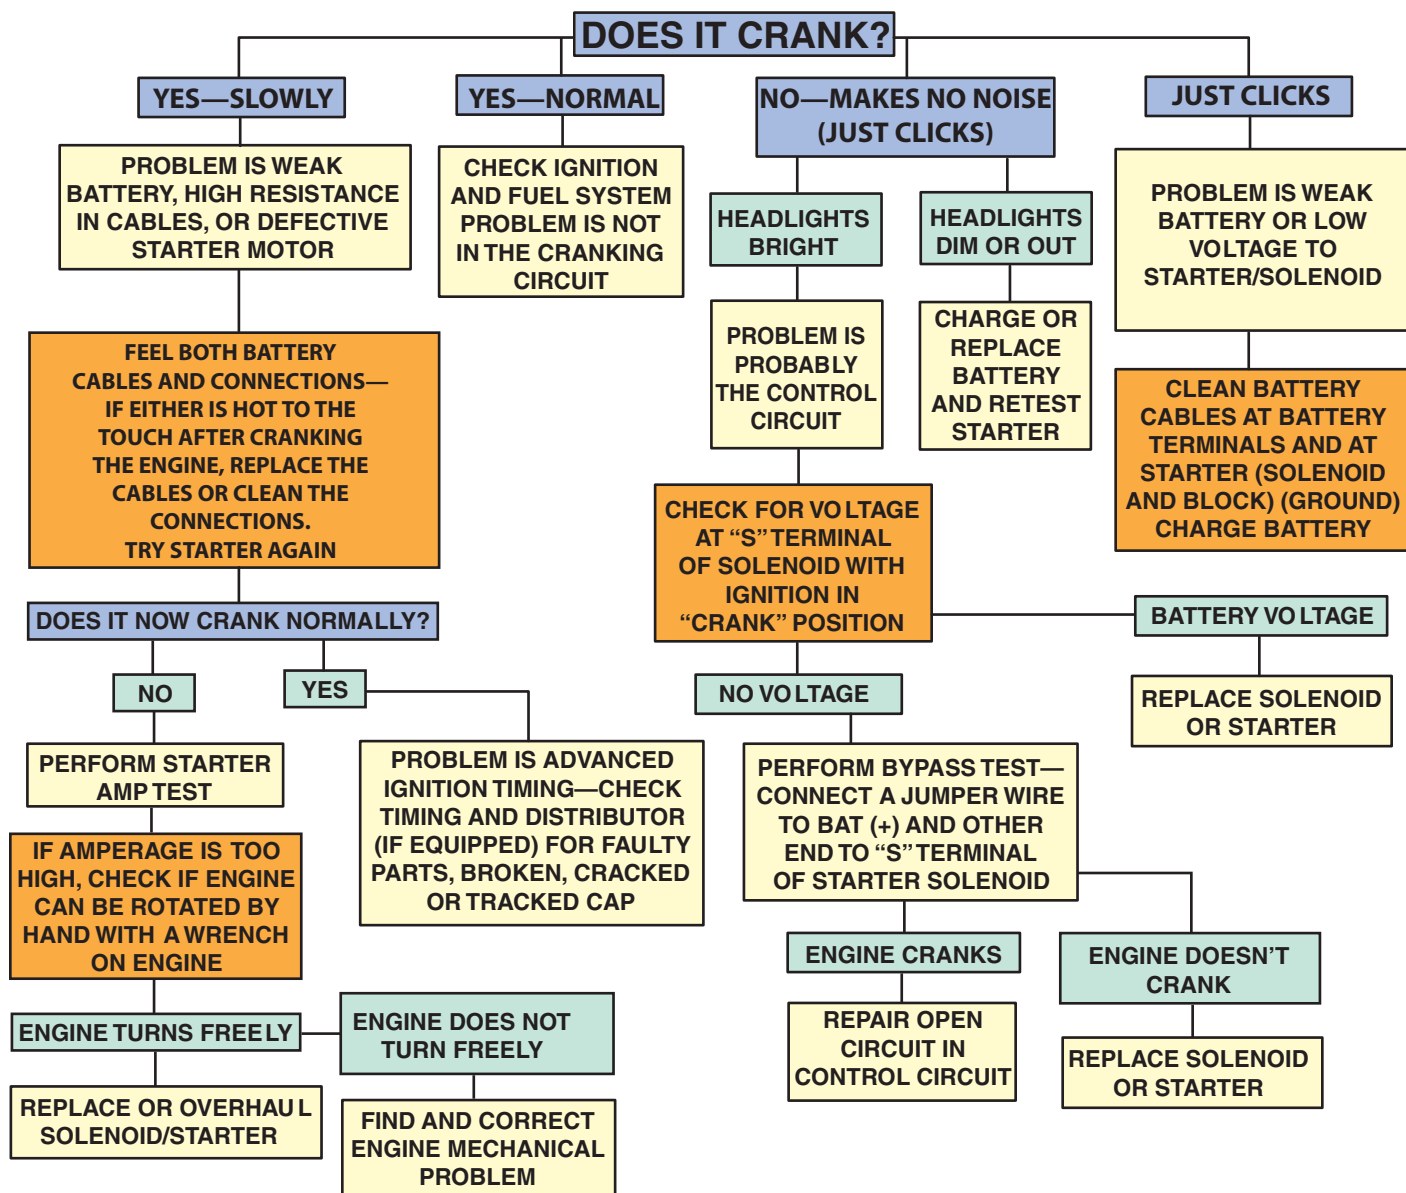 DOES IT CRANK?
YES—SLOWLY
PROBLEM IS WEAK
BATTERY, HIGH RESISTANCE
IN CABLES, OR DEFECTIVE
STARTER MOTOR
FEEL BOTH BATTERY
CABLES AND CONNECTIONS—
IF EITHER IS HOT TO THE
TOUCH AFTER CRANKING
THE ENGINE, REPLACE THE
CABLES OR CLEAN THE
CONNECTIONS.
TRY STARTER AGAIN
DOES IT NOW CRANK NORMALLY?
NO
PERFORM STARTER
AMP TEST
IF AMPERAGE IS TOO
HIGH, CHECK IF ENGINE
CAN BE ROTATED BY
HAND WITH A WRENCH
ON ENGINE
ENGINE TURNS FREELY
REPLACE OR OVERHAUL
SOLENOID/STARTER
ENGINE DOES NOT
TURN FREELY
FIND AND CORRECT
ENGINE MECHANICAL
PROBLEM
YES
PROBLEM IS ADVANCED
IGNITION TIMING—CHECK
TIMING AND DISTRIBUTOR
(IF EQUIPPED) FOR FAULTY
PARTS, BROKEN, CRACKED
OR TRACKED CAP
YES—NORMAL
CHECK IGNITION
AND FUEL SYSTEM
PROBLEM IS NOT
IN THE CRANKING
CIRCUIT
NO—MAKES NO NOISE
(JUST CLICKS)
HEADLIGHTS
BRIGHT
PROBLEM IS
PROBABLY
THE CONTROL
CIRCUIT
CHECK FOR VOLTAGE
AT “S” TERMINAL
OF SOLENOID WITH
IGNITION IN
“CRANK” POSITION
NO VOLTAGE
PERFORM BYPASS TEST—
CONNECT A JUMPER WIRE
TO BAT (+) AND OTHER
END TO “S” TERMINAL
OF STARTER SOLENOID
ENGINE CRANKS
REPAIR OPEN
CIRCUIT IN
CONTROL CIRCUIT
ENGINE DOESN’T
CRANK
REPLACE SOLENOID
OR STARTER
BATTERY VOLTAGE
REPLACE SOLENOID
OR STARTER
HEADLIGHTS
DIM OR OUT
CHARGE OR
REPLACE
BATTERY
AND RETEST
STARTER
JUST CLICKS
PROBLEM IS WEAK
BATTERY OR LOW
VOLTAGE TO
STARTER/SOLENOID
CLEAN BATTERY
CABLES AT BATTERY
TERMINALS AND AT
STARTER (SOLENOID
AND BLOCK) (GROUND)
CHARGE BATTERY